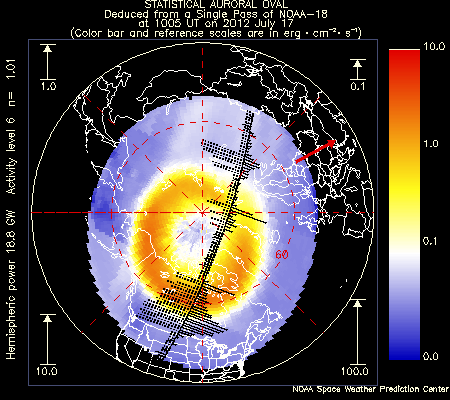 STATISTICAL AURORAL OVAL
Deduced from a Single Pass of NOAA-18
at 1005 UT on 2012 July 17
(Color bar and reference scales are in erg · cm⁻² · s⁻¹)
Hemispheric power 18.8 GW Activity level 6 n= 1.01
1.0
0.1
10.0
100.0
60
10.0
1.0
0.1
0.0
NOAA Space Weather Prediction Center